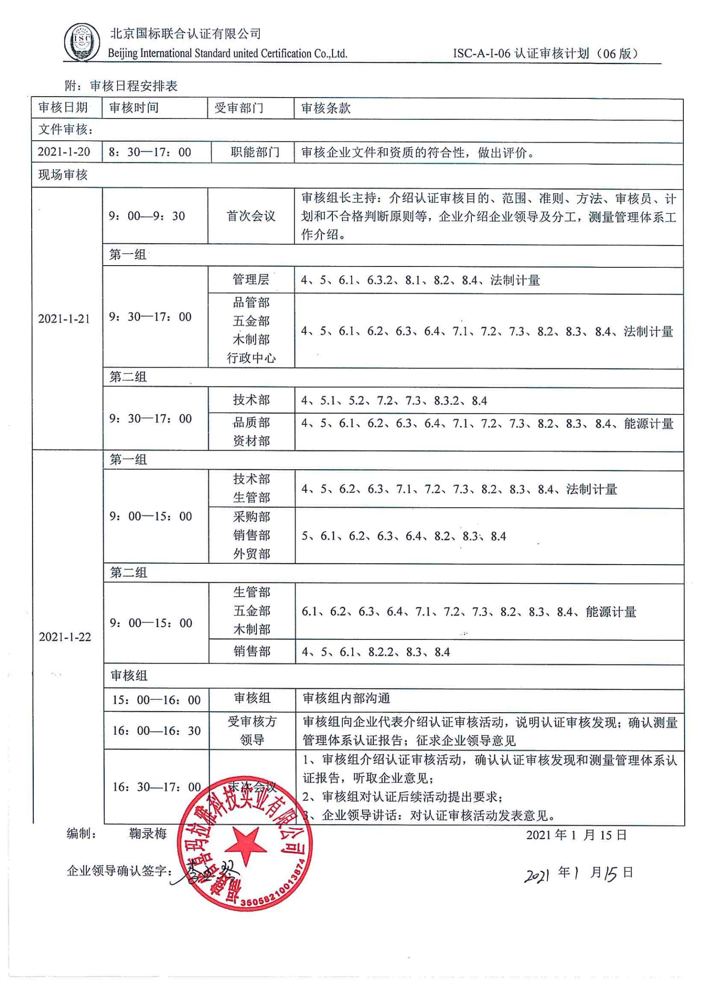 ISC
北京国标联合认证有限公司
Beijing International Standard united Certification Co.,Ltd.
ISC-A-I-06 认证审核计划（06 版）
附：审核日程安排表
审核日期 审核时间 受审部门 审核条款
文件审核：
2021-1-20 8：30—17：00 职能部门 审核企业文件和资质的符合性，做出评价。
现场审核
2021-1-21
9：00—9：30 首次会议
审核组长主持：介绍认证审核目的、范围、准则、方法、审核员、计
划和不合格判断原则等，企业介绍企业领导及分工，测量管理体系工
作介绍。
第一组
9：30—17：00
管理层 4、5、6.1、6.3.2、8.1、8.2、8.4、法制计量
品管部
五金部
木制部
行政中心
4、5、6.1、6.2、6.3、6.4、7.1、7.2、7.3、8.2、8.3、8.4、法制计量
第二组
9：30—17：00
技术部 4、5.1、5.2、7.2、7.3、8.3.2、8.4
品质部
资材部
4、5、6.1、6.2、6.3、6.4、7.1、7.2、7.3、8.2、8.3、8.4、能源计量
2021-1-22
第一组
9：00—15：00
技术部
生管部
4、5、6.2、6.3、7.1、7.2、7.3、8.2、8.3、8.4、法制计量
采购部
销售部
外贸部
5、6.1、6.2、6.3、6.4、8.2、8.3、8.4
第二组
9：00—15：00
生管部
五金部
木制部
6.1、6.2、6.3、6.4、7.1、7.2、7.3、8.2、8.3、8.4、能源计量
销售部 4、5、6.1、8.2.2、8.3、8.4
审核组
15：00—16：00 审核组 审核组内部沟通
16：00—16：30
受审核方
领导
审核组向企业代表介绍认证审核活动，说明认证审核发现；确认测量
管理体系认证报告；征求企业领导意见
16：30—17：00 末次会议
1、审核组介绍认证审核活动，确认认证审核发现和测量管理体系认
证报告，听取企业意见；
2、审核组对认证后续活动提出要求；
3、企业领导讲话：对认证审核活动发表意见。
编制： 鞠录梅 2021 年 1 月 15 日
企业领导确认签字： 2021 年 1 月 15 日
玛拉雅科技实业有限公司
35058210013874